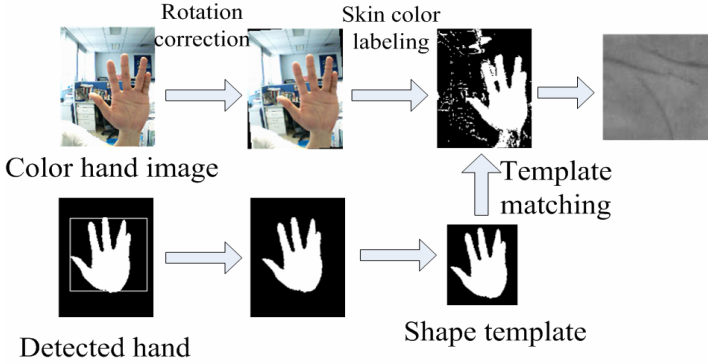 Rotation
correction
Skin color
labeling
Color hand image
Template
matching
Detected hand
Shape template